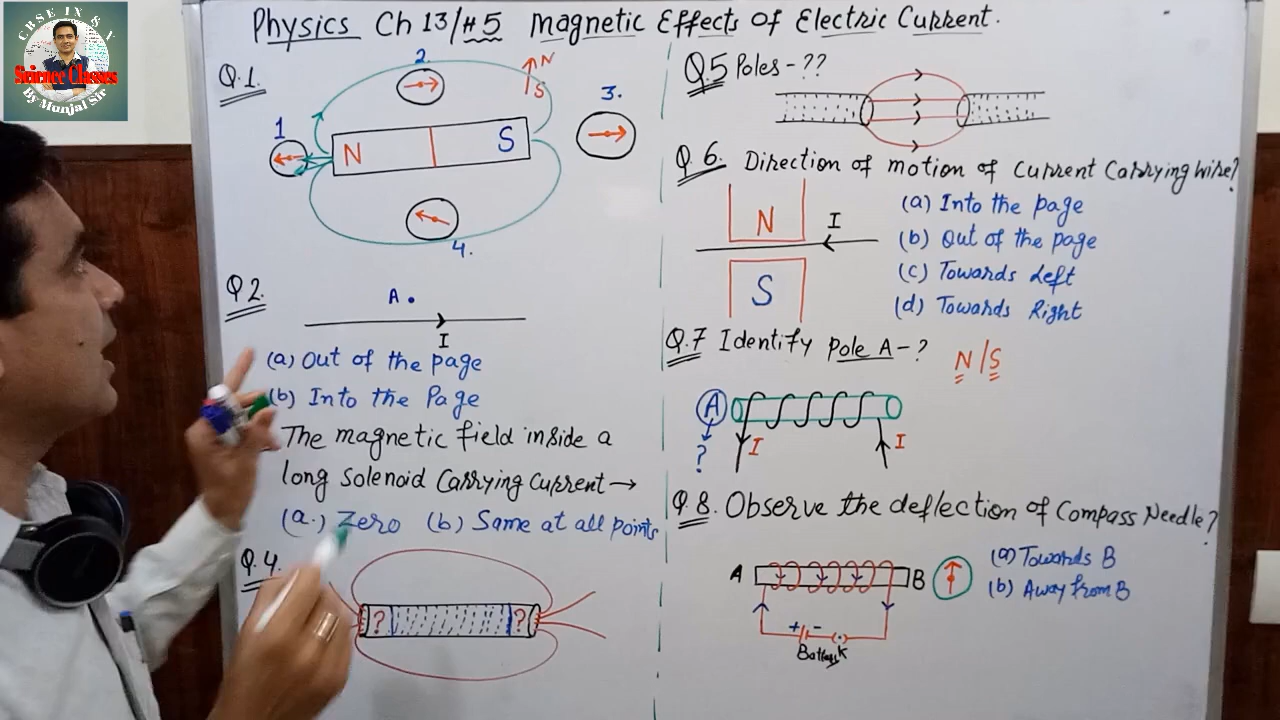 CBSE IX & X
Science Classes
By Munjal Sir
Physics Ch 13/#5 Magnetic Effects of Electric Current.
Q.1.
1
2.
3.
4.
N
S
N
S
Q2.
A.
I
(a) Out of the page
(b) Into the Page
The magnetic field inside a
long solenoid Carrying Current→
(a.) Zero (b) Same at all points
Q.4.
?
?
Q.5 Poles - ??
Q.6. Direction of motion of Current Carrying wire?
N
S
I
(a) Into the page
(b) Out of the page
(c) Towards Left
(d) Towards Right
Q.7 Identify Pole A - ?
N/S
A
?
I
I
Q.8. Observe the deflection of Compass Needle?
A
B
+ -
Battery K
(a) Towards B
(b) Away from B